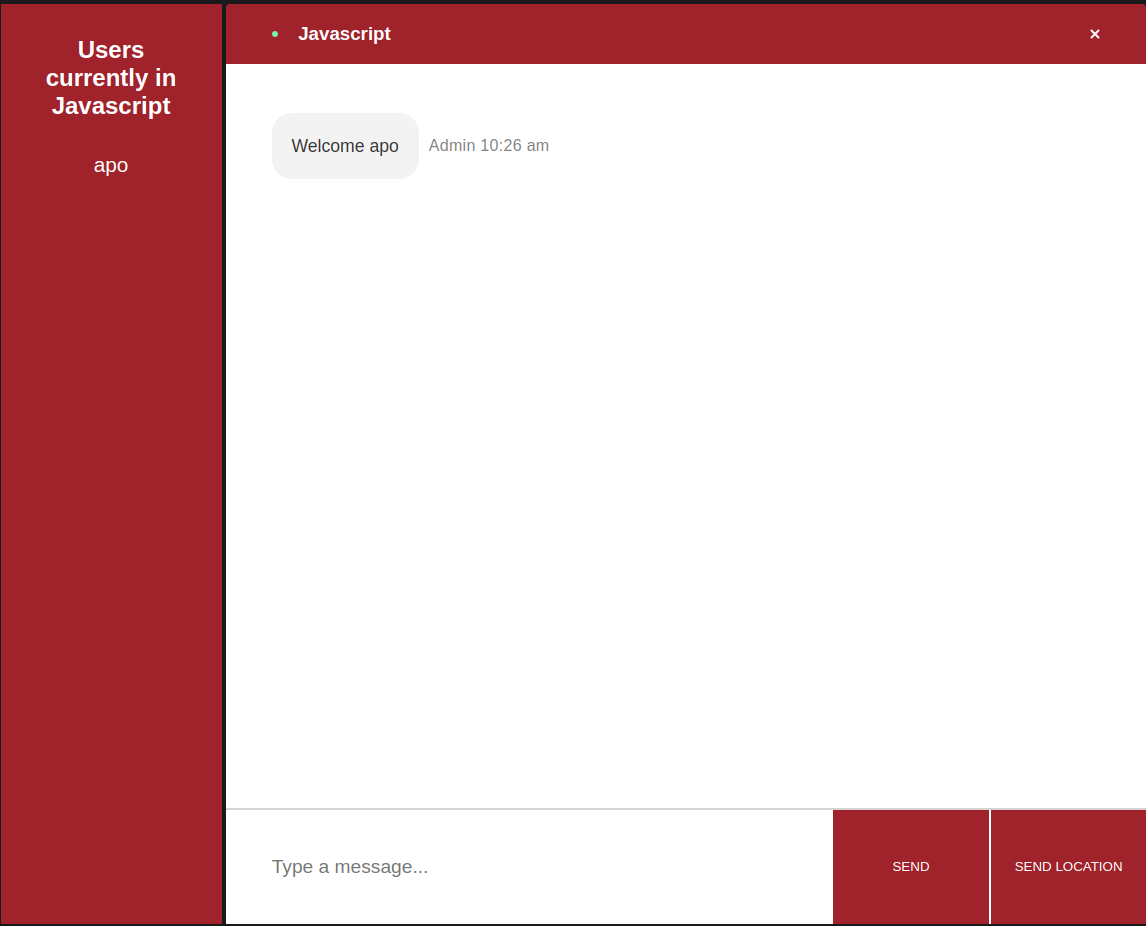 Users
currently in
Javascript
apo
Javascript
Welcome apo Admin 10:26 am
Type a message...
SEND
SEND LOCATION